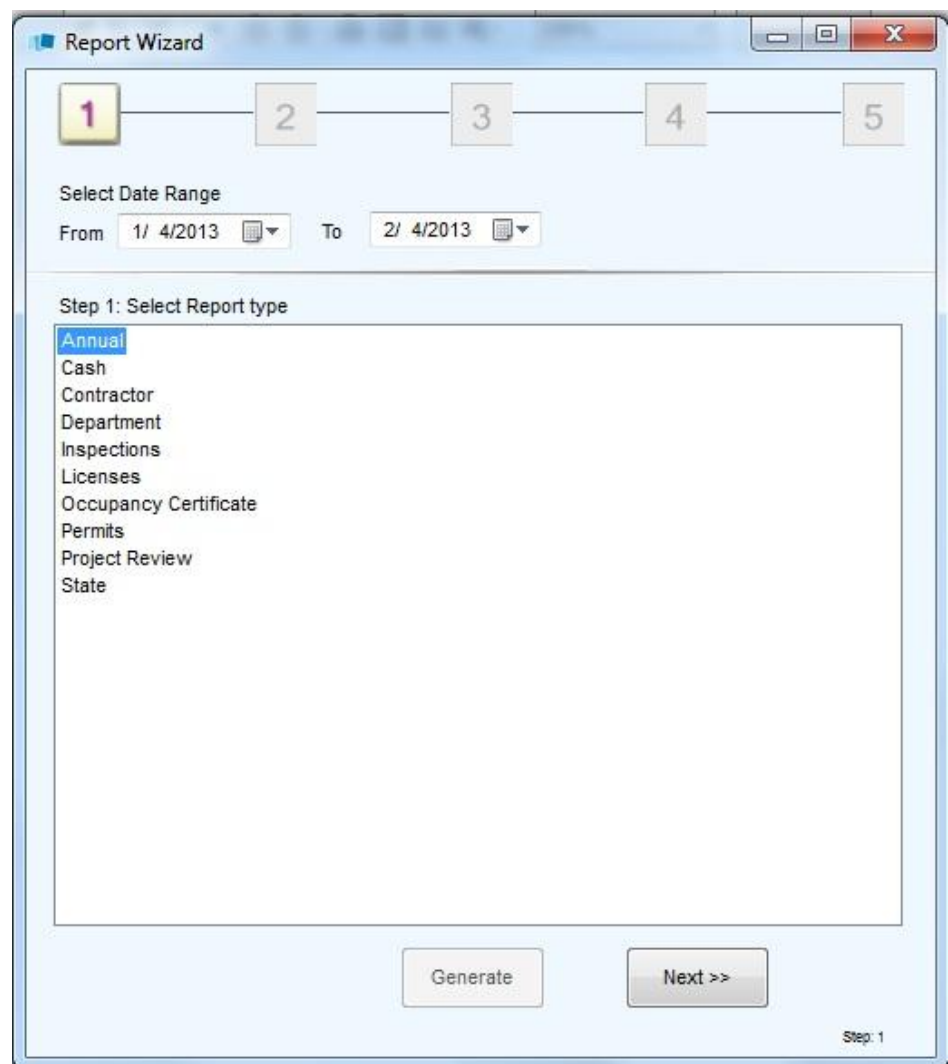 Report Wizard
1 2 3 4 5
Select Date Range
From 1/ 4/2013 To 2/ 4/2013
Step 1: Select Report type
Annual
Cash
Contractor
Department
Inspections
Licenses
Occupancy Certificate
Permits
Project Review
State
Generate Next >>
Step: 1